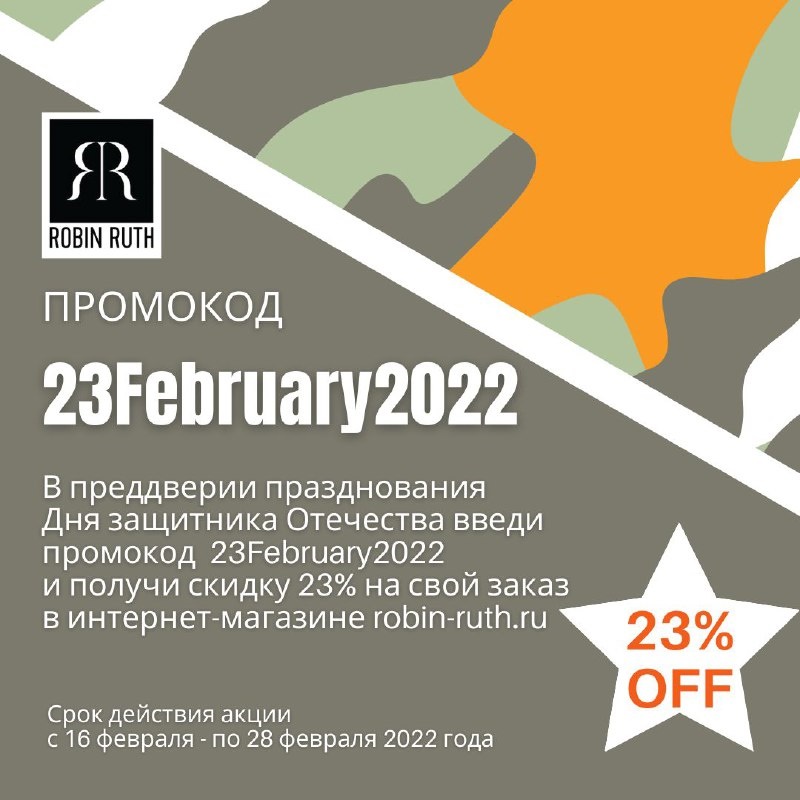 RR
ROBIN RUTH
ПРОМОКОД
23February2022
В преддверии празднования
Дня защитника Отечества введи
промокод 23February2022
и получи скидку 23% на свой заказ
в интернет-магазине robin-ruth.ru
23%
OFF
Срок действия акции
с 16 февраля - по 28 февраля 2022 года